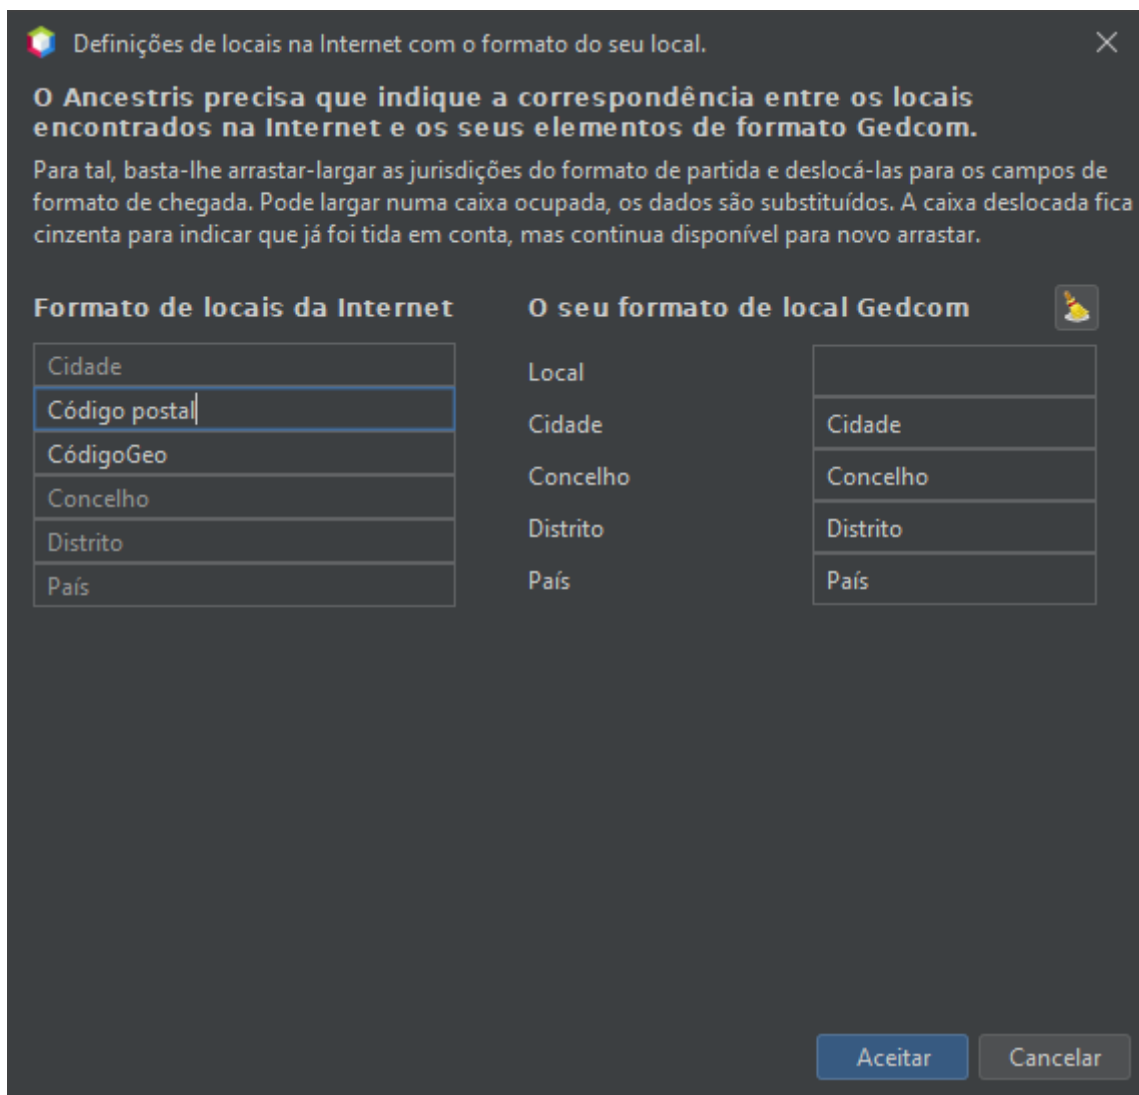 Definições de locais na Internet com o formato do seu local.
O Ancestris precisa que indique a correspondência entre os locais
encontrados na Internet e os seus elementos de formato Gedcom.
Para tal, basta-lhe arrastar-largar as jurisdições do formato de partida e deslocá-las para os campos de
formato de chegada. Pode largar numa caixa ocupada, os dados são substituídos. A caixa deslocada fica
cinzenta para indicar que já foi tida em conta, mas continua disponível para novo arrastar.
Formato de locais da Internet
Cidade
Código postal
CódigoGeo
Concelho
Distrito
País
O seu formato de local Gedcom
Local
Cidade Cidade
Concelho Concelho
Distrito Distrito
País País
Aceitar Cancelar